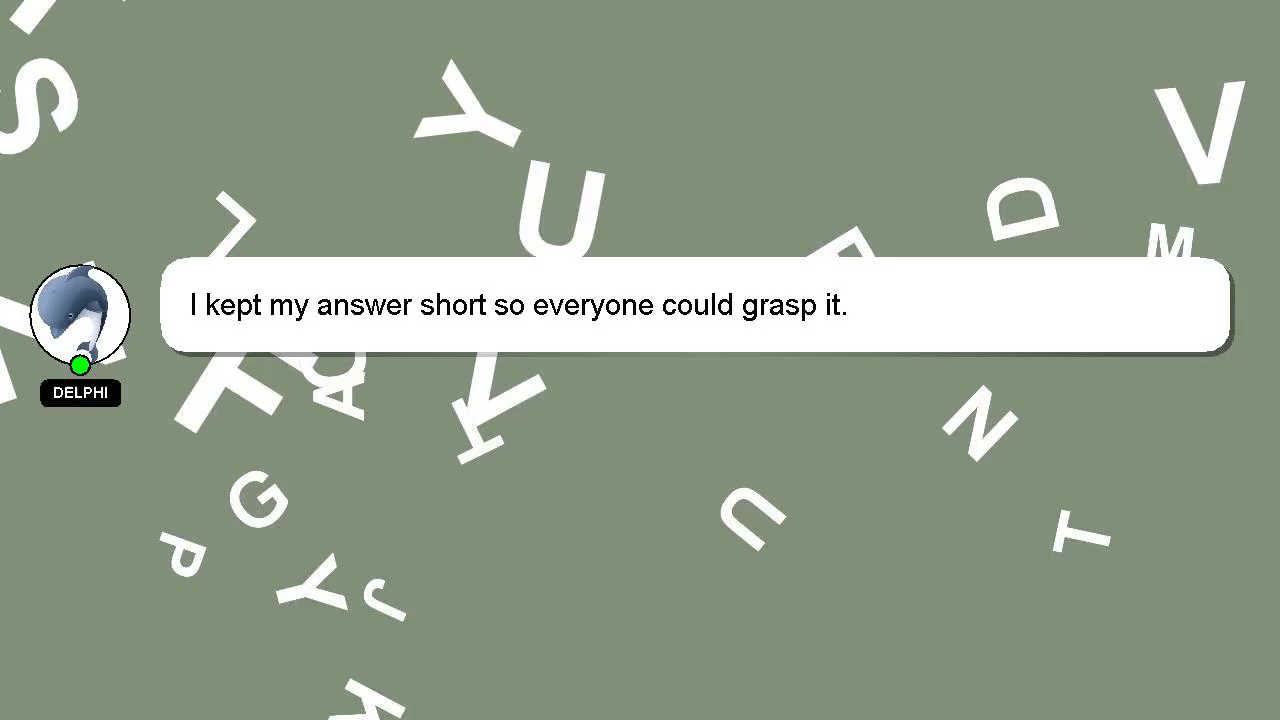 I kept my answer short so everyone could grasp it.
DELPHI
S
Y
U
V
D
M
L
T
A
K
I
N
G
U
T
P
Y
J
K